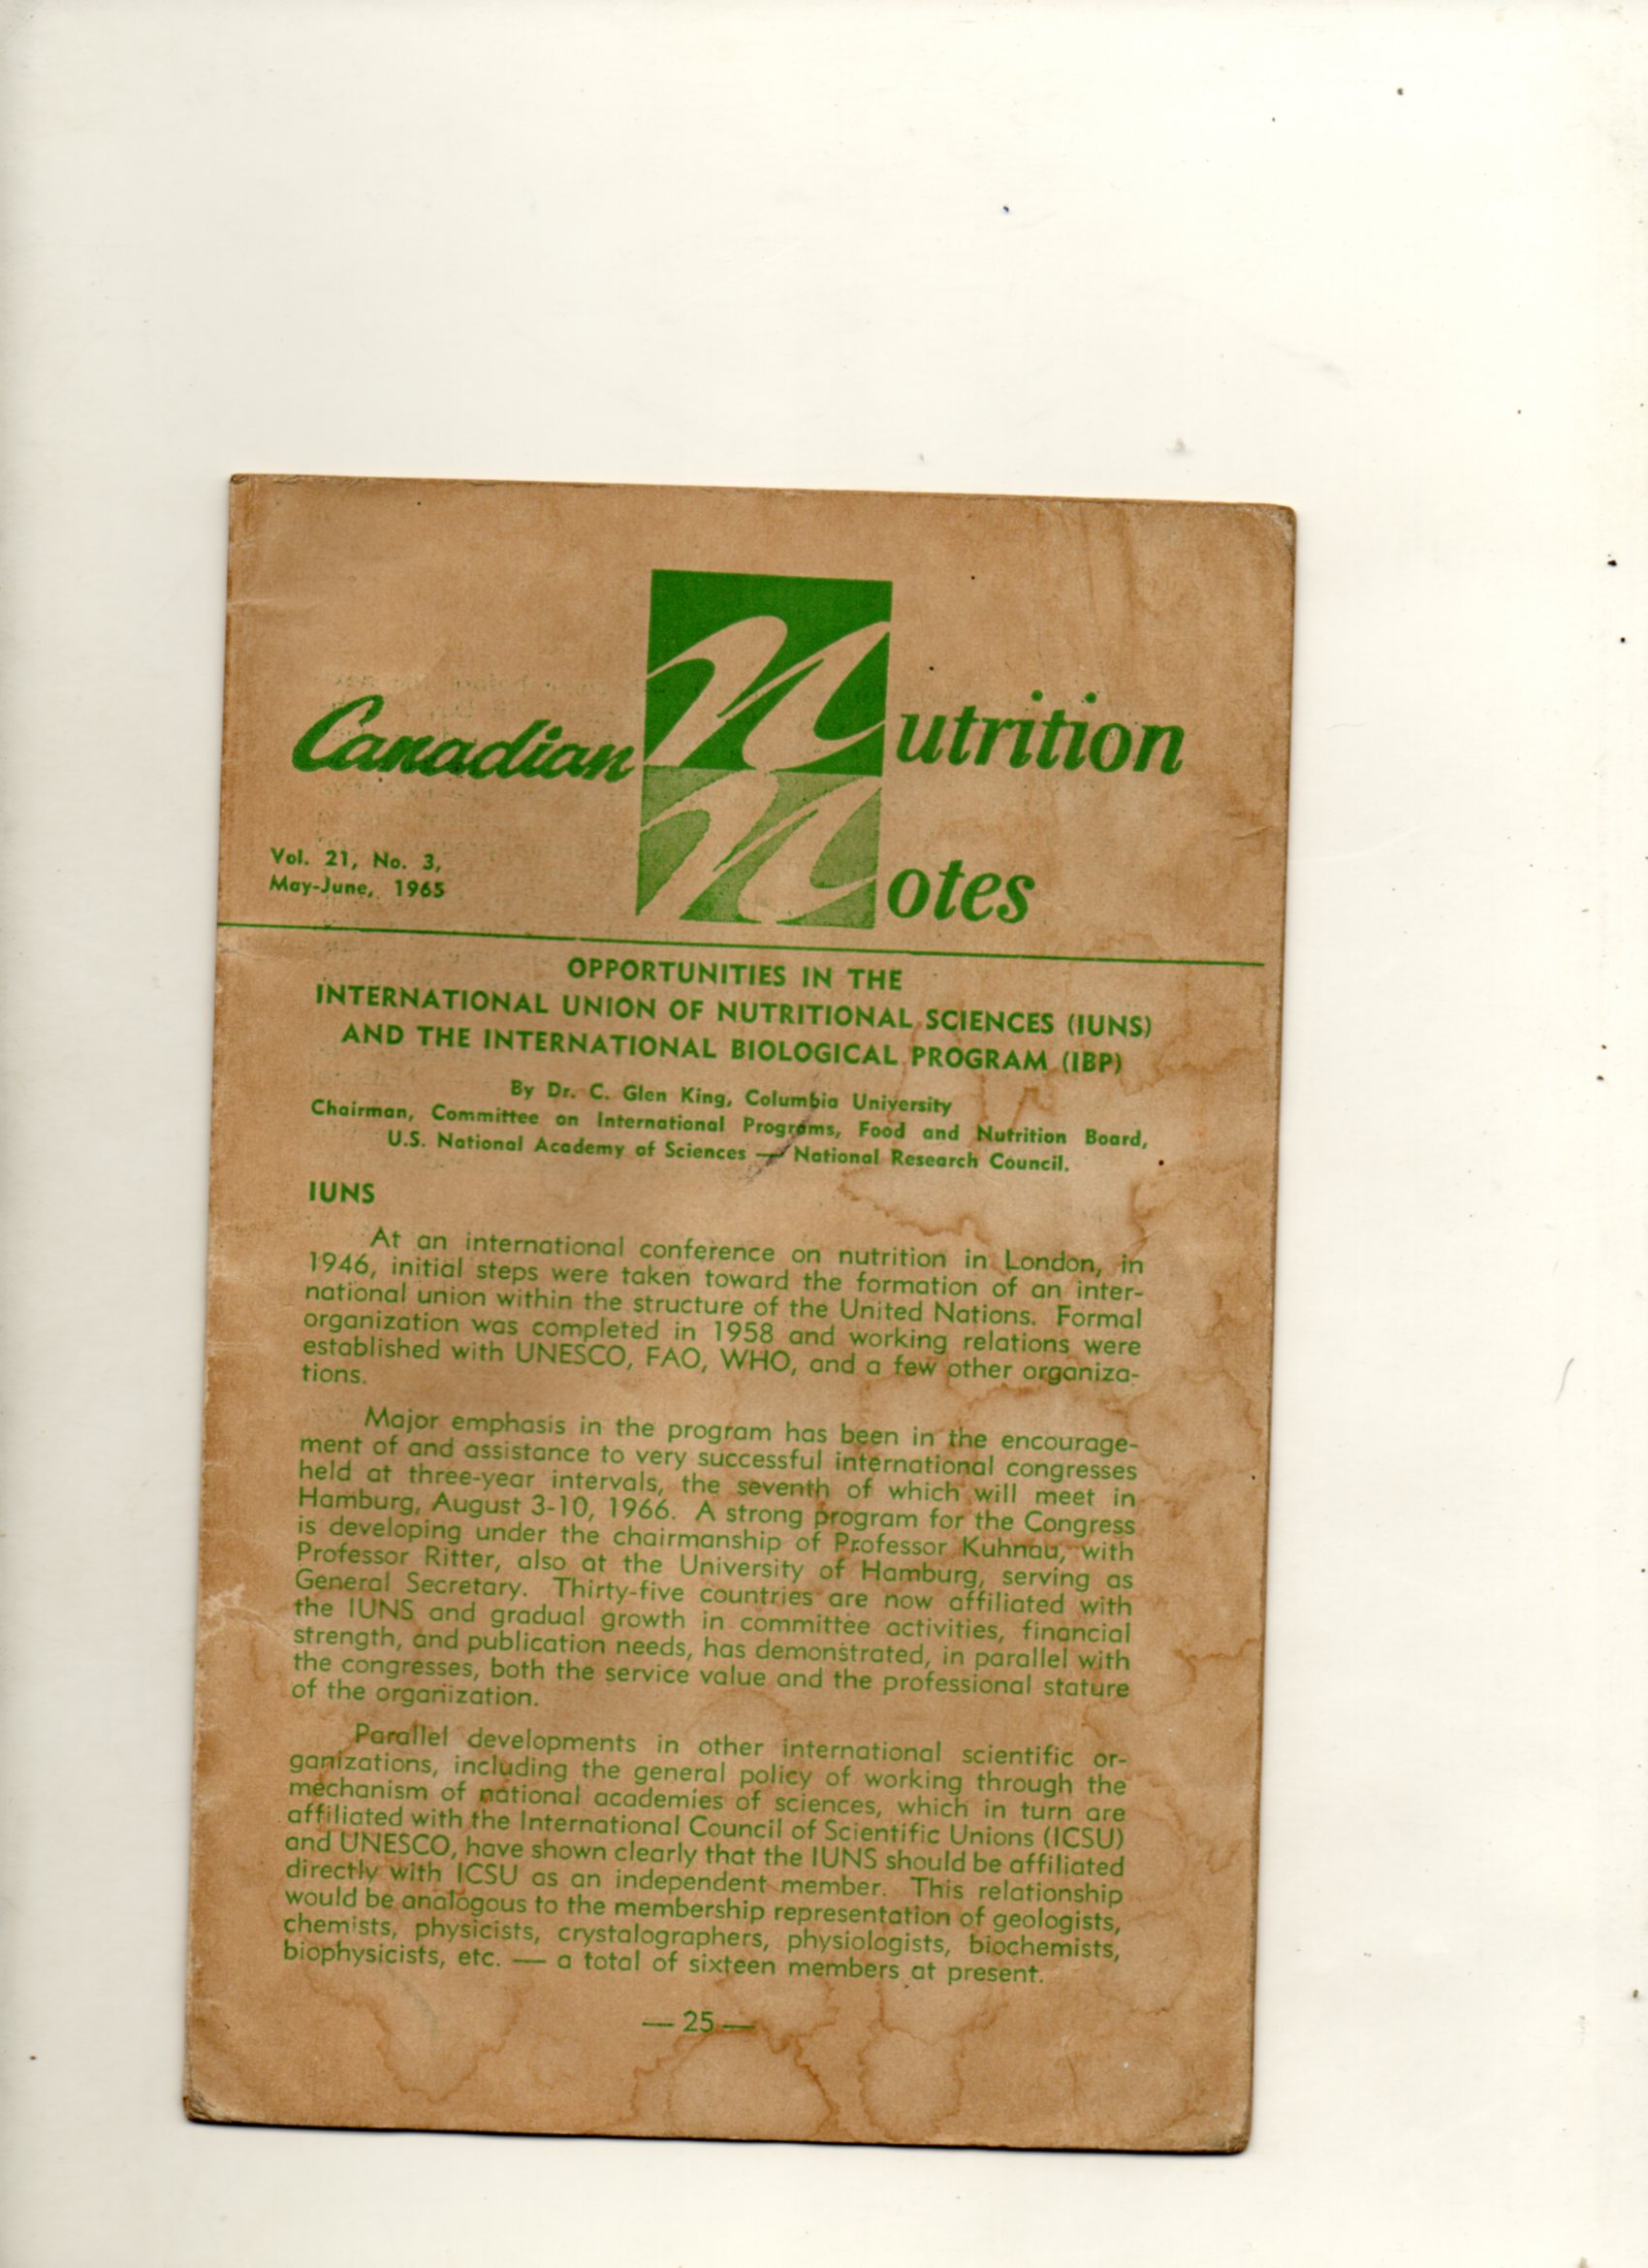 Canadian Nutrition
Notes
Vol. 21, No. 3,
May-June, 1965
OPPORTUNITIES IN THE
INTERNATIONAL UNION OF NUTRITIONAL SCIENCES (IUNS)
AND THE INTERNATIONAL BIOLOGICAL PROGRAM (IBP)
By Dr. C. Glen King, Columbia University
Chairman, Committee on International Programs, Food and Nutrition Board,
U.S. National Academy of Sciences — National Research Council.
IUNS
At an international conference on nutrition in London, in
1946, initial steps were taken toward the formation of an inter-
national union within the structure of the United Nations. Formal
organization was completed in 1958 and working relations were
established with UNESCO, FAO, WHO, and a few other organiza-
tions.
Major emphasis in the program has been in the encourage-
ment of and assistance to very successful international congresses
held at three-year intervals, the seventh of which will meet in
Hamburg, August 3-10, 1966. A strong program for the Congress
is developing under the chairmanship of Professor Kuhnau, with
Professor Ritter, also at the University of Hamburg, serving as
General Secretary. Thirty-five countries are now affiliated with
the IUNS and gradual growth in committee activities, financial
strength, and publication needs, has demonstrated, in parallel with
the congresses, both the service value and the professional stature
of the organization.
Parallel developments in other international scientific or-
ganizations, including the general policy of working through the
mechanism of national academies of sciences, which in turn are
affiliated with the International Council of Scientific Unions (ICSU)
and UNESCO, have shown clearly that the IUNS should be affiliated
directly with ICSU as an independent member. This relationship
would be analogous to the membership representation of geologists,
chemists, physicists, crystalographers, physiologists, biochemists,
biophysicists, etc. — a total of sixteen members at present.
— 25 —